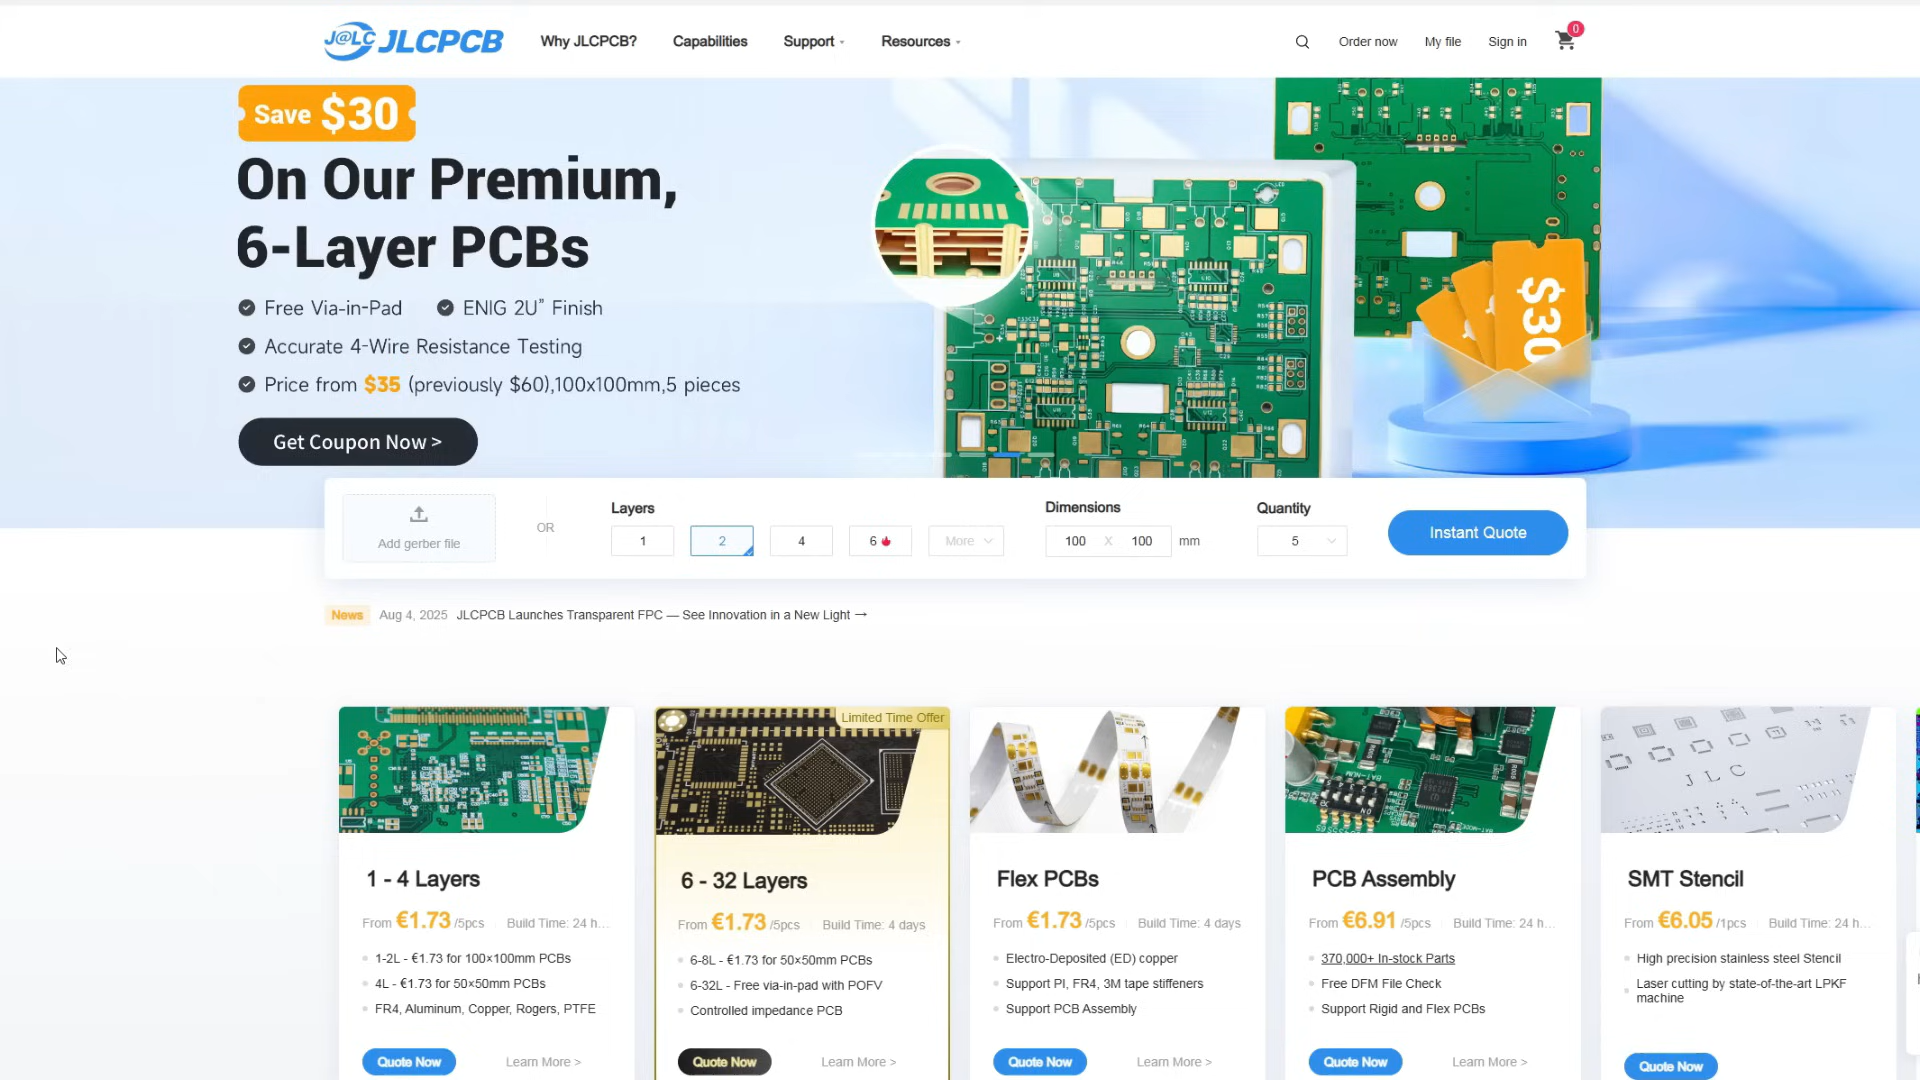 J@LC JLCPCB
Why JLCPCB?
Capabilities
Support
Resources
Order now
My file
Sign in
0
Save $30
On Our Premium,
6-Layer PCBs
Free Via-in-Pad
ENIG 2U” Finish
Accurate 4-Wire Resistance Testing
Price from $35 (previously $60),100x100mm,5 pieces
Get Coupon Now >
$30
Add gerber file
OR
Layers
1
2
4
6
More
Dimensions
100 X 100 mm
Quantity
5
Instant Quote
News Aug 4, 2025 JLCPCB Launches Transparent FPC — See Innovation in a New Light →
1 - 4 Layers
From €1.73 /5pcs
Build Time: 24 h...
1-2L - €1.73 for 100×100mm PCBs
4L - €1.73 for 50×50mm PCBs
FR4, Aluminum, Copper, Rogers, PTFE
Quote Now
Learn More >
Limited Time Offer
6 - 32 Layers
From €1.73 /5pcs
Build Time: 4 days
6-8L - €1.73 for 50×50mm PCBs
6-32L - Free via-in-pad with POFV
Controlled impedance PCB
Quote Now
Learn More >
Flex PCBs
From €1.73 /5pcs
Build Time: 4 days
Electro-Deposited (ED) copper
Support PI, FR4, 3M tape stiffeners
Support PCB Assembly
Quote Now
Learn More >
PCB Assembly
From €6.91 /5pcs
Build Time: 24 h...
370,000+ In-stock Parts
Free DFM File Check
Support Rigid and Flex PCBs
Quote Now
Learn More >
J L C
SMT Stencil
From €6.05 /1pcs
Build Time: 24 h...
High precision stainless steel Stencil
Laser cutting by state-of-the-art LPKF
machine
Quote Now